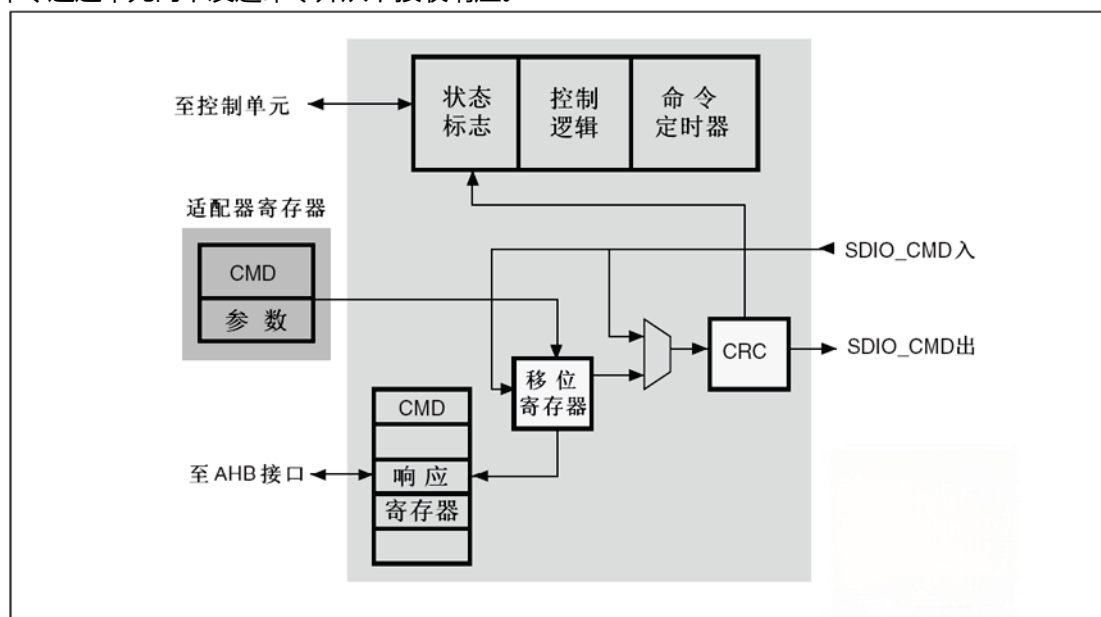 状态
标志
控制
逻辑
命令
定时器
至控制单元
适配器寄存器
CMD
参数
SDIO_CMD入
SDIO_CMD出
CRC
移位
寄存器
CMD
响应
寄存器
至AHB接口